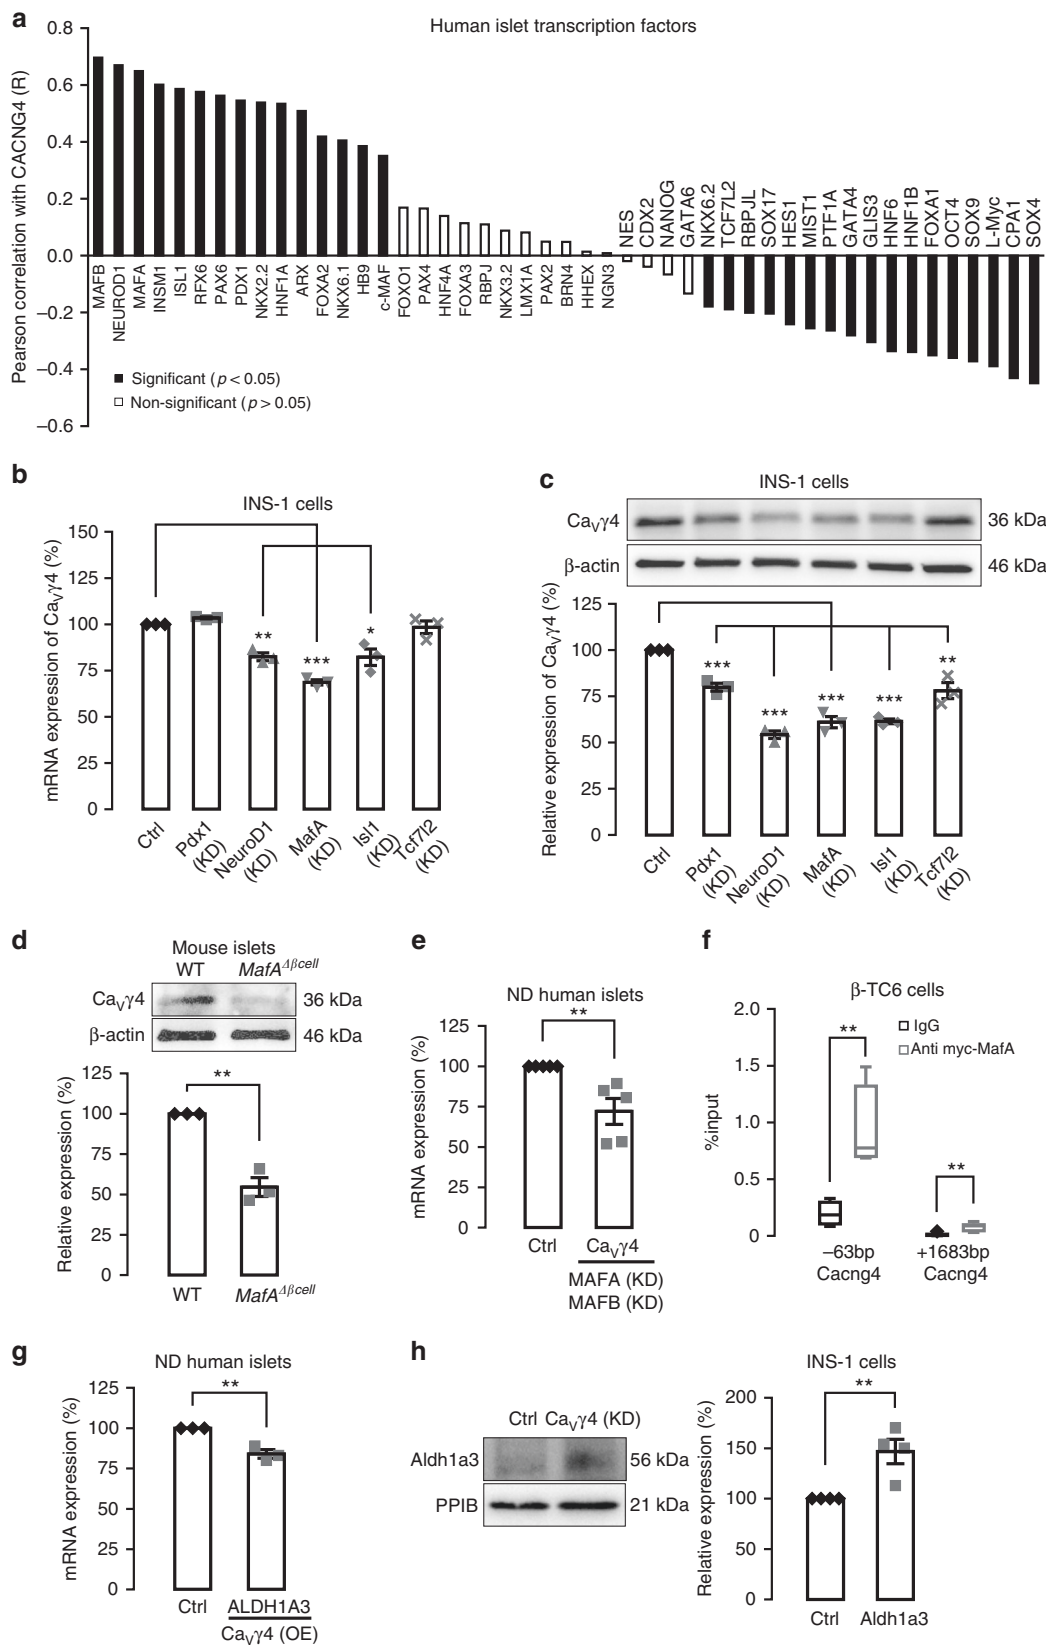 a
Human islet transcription factors
Pearson correlation with CACNG4 (R)
0.8
0.6
0.4
0.2
0.0
–0.2
–0.4
–0.6
MAFB
NEUROD1
MAFA
INSM1
ISL1
RFX6
PAX6
PDX1
NKX2.2
HNF1A
ARX
FOXA2
NKX6.1
HB9
c-MAF
FOXO1
PAX4
HNF4A
FOXA3
RBPJ
NKX3.2
LMX1A
PAX2
BRN4
HHEX
NGN3
NES
CDX2
NANOG
GATA6
NKX6.2
TCF7L2
RBPJL
SOX17
HES1
MIST1
PTF1A
GATA4
GLIS3
HNF6
HNF1B
FOXA1
OCT4
SOX9
L-Myc
CPA1
SOX4
Significant (p < 0.05)
Non-significant (p > 0.05)
b
INS-1 cells
mRNA expression of CaVγ4 (%)
150
125
100
75
50
25
0
**
***
*
Ctrl
Pdx1 (KD)
NeuroD1 (KD)
MafA (KD)
Isl1 (KD)
Tcf7l2 (KD)
c
INS-1 cells
CaVγ4
36 kDa
β-actin
46 kDa
Relative expression of CaVγ4 (%)
125
100
75
50
25
0
***
***
***
***
**
Ctrl
Pdx1 (KD)
NeuroD1 (KD)
MafA (KD)
Isl1 (KD)
Tcf7l2 (KD)
d
Mouse islets
WT MafAΔβcell
CaVγ4
36 kDa
β-actin
46 kDa
Relative expression (%)
125
100
75
50
25
0
**
WT MafAΔβcell
e
ND human islets
mRNA expression (%)
125
100
75
50
25
0
**
Ctrl CaVγ4
MAFA (KD)
MAFB (KD)
f
β-TC6 cells
IgG
Anti myc-MafA
%input
2.0
1.5
1.0
0.5
0
**
**
–63bp
Cacng4
+1683bp
Cacng4
g
ND human islets
mRNA expression (%)
125
100
75
50
25
0
**
Ctrl ALDH1A3
CaVγ4 (OE)
h
Ctrl CaVγ4 (KD)
Aldh1a3
56 kDa
PPIB
21 kDa
INS-1 cells
Relative expression (%)
200
150
100
50
0
**
Ctrl Aldh1a3